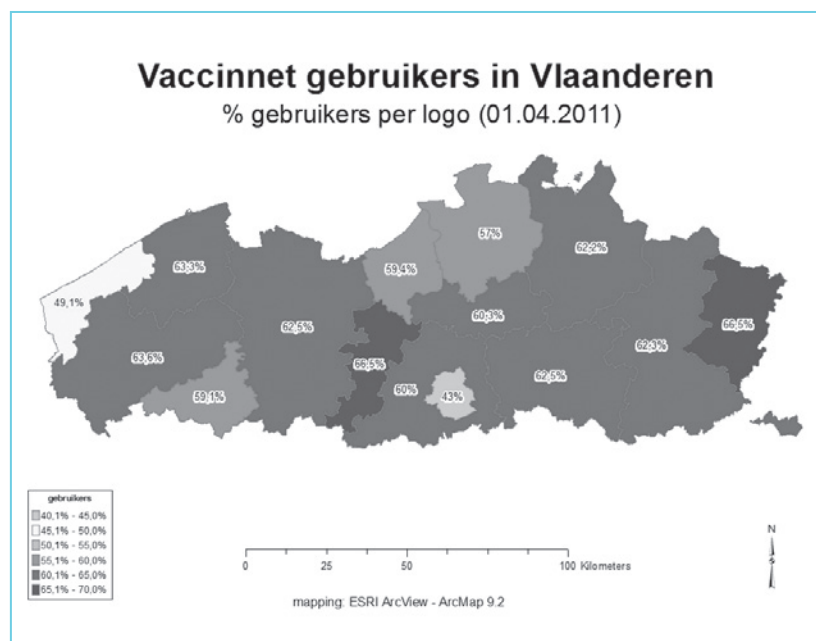 Vaccinnet gebruikers in Vlaanderen
% gebruikers per logo (01.04.2011)
57%
62,2%
63,3%
59,4%
49,1%
60,3%
66,5%
62,5%
62,3%
63,6%
66,5%
62,5%
60%
43%
59,1%
gebruikers
40,1% - 45,0%
45,1% - 50,0%
50,1% - 55,0%
55,1% - 60,0%
60,1% - 65,0%
65,1% - 70,0%
N
0 25 50 100 Kilometers
mapping: ESRI ArcView - ArcMap 9.2